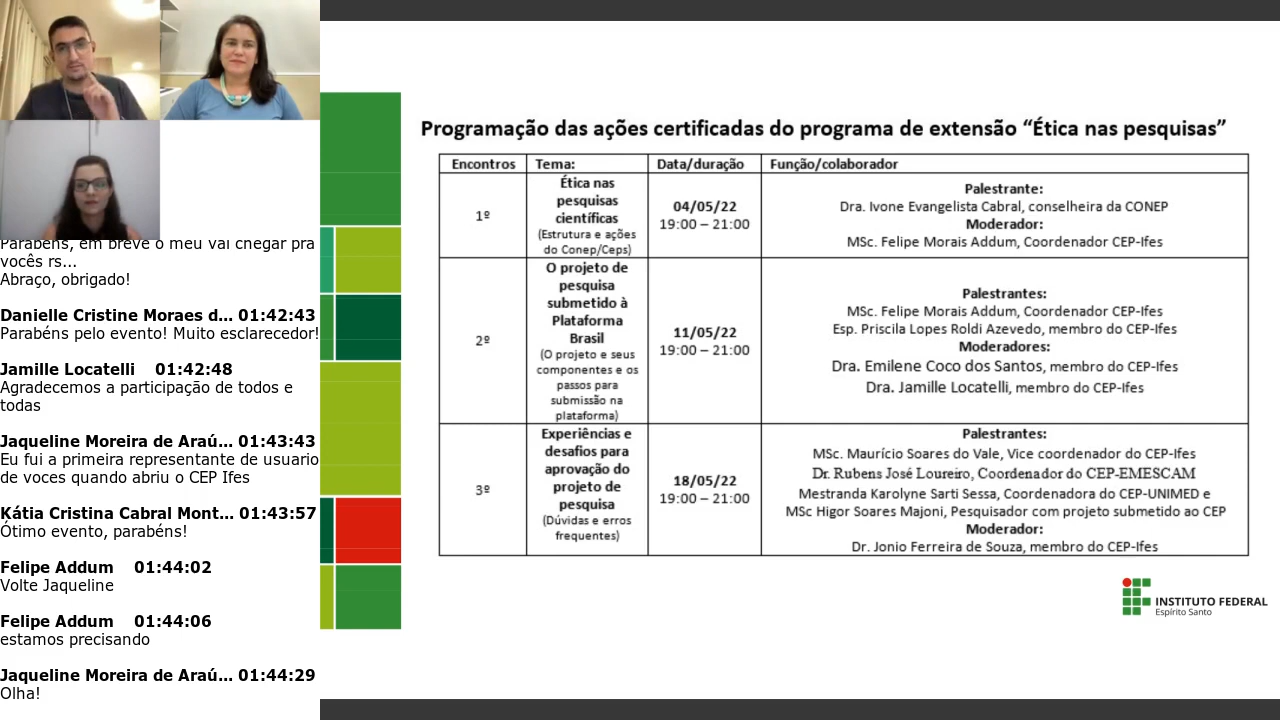 Parabéns, em breve o meu vai chegar pra
vocês rs...
Abraço, obrigado!
Danielle Cristine Moraes d... 01:42:43
Parabéns pelo evento! Muito esclarecedor!
Jamille Locatelli 01:42:48
Agradecemos a participação de todos e
todas
Jaqueline Moreira de Araú... 01:43:43
Eu fui a primeira representante de usuario
de voces quando abriu o CEP Ifes
Kátia Cristina Cabral Mont... 01:43:57
Ótimo evento, parabéns!
Felipe Addum 01:44:02
Volte Jaqueline
Felipe Addum 01:44:06
estamos precisando
Jaqueline Moreira de Araú... 01:44:29
Olha!
Programação das ações certificadas do programa de extensão “Ética nas pesquisas”
Encontros Tema: Data/duração Função/colaborador
1º
Ética nas
pesquisas
científicas
(Estrutura e ações
do Conep/Ceps)
04/05/22
19:00 – 21:00
Palestrante:
Dra. Ivone Evangelista Cabral, conselheira da CONEP
Moderador:
MSc. Felipe Morais Addum, Coordenador CEP-Ifes
2º
O projeto de
pesquisa
submetido à
Plataforma
Brasil
(O projeto e seus
componentes e os
passos para
submissão na
plataforma)
11/05/22
19:00 – 21:00
Palestrantes:
MSc. Felipe Morais Addum, Coordenador CEP-Ifes
Esp. Priscila Lopes Roldi Azevedo, membro do CEP-Ifes
Moderadores:
Dra. Emilene Coco dos Santos, membro do CEP-Ifes
Dra. Jamille Locatelli, membro do CEP-Ifes
3º
Experiências e
desafios para
aprovação do
projeto de
pesquisa
(Dúvidas e erros
frequentes)
18/05/22
19:00 – 21:00
Palestrantes:
MSc. Maurício Soares do Vale, Vice coordenador do CEP-Ifes
Dr. Rubens José Loureiro, Coordenador do CEP-EMESCAM
Mestranda Karolyne Sarti Sessa, Coordenadora do CEP-UNIMED e
MSc Higor Soares Majoni, Pesquisador com projeto submetido ao CEP
Moderador:
Dr. Jonio Ferreira de Souza, membro do CEP-Ifes
INSTITUTO FEDERAL
Espírito Santo